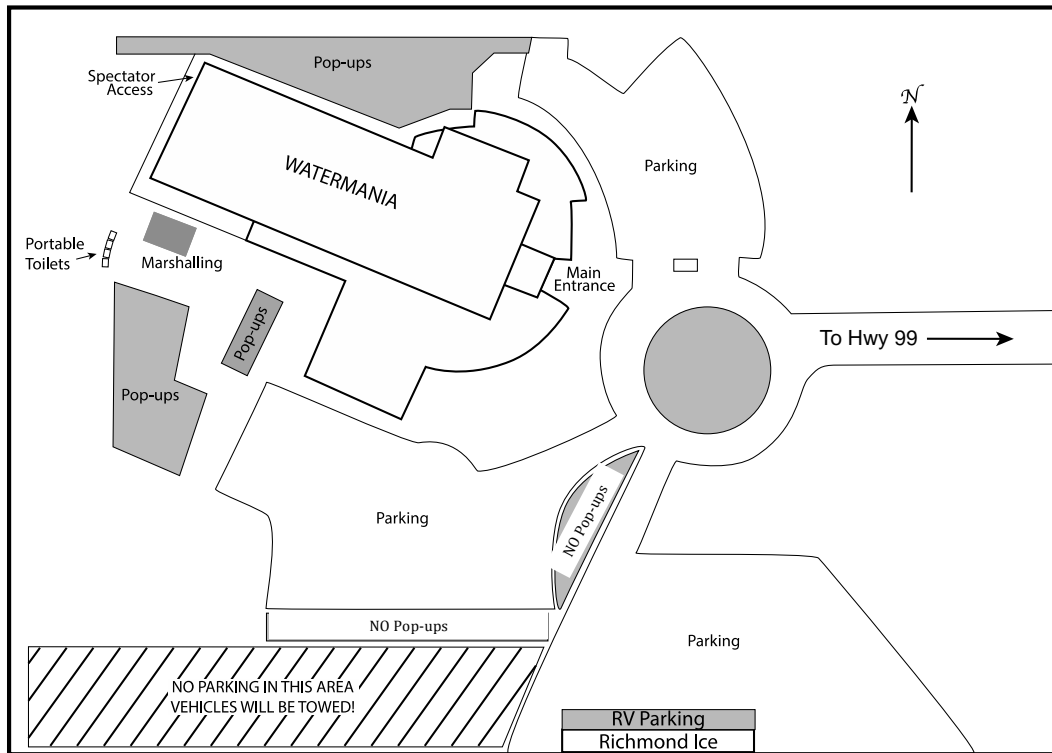 Pop-ups
Spectator
Access
N
WATERMANIA
Parking
Portable
Toilets
Marshalling
Main
Entrance
Pop-ups
To Hwy 99
Pop-ups
NO Pop-ups
Parking
NO Pop-ups
Parking
NO PARKING IN THIS AREA
VEHICLES WILL BE TOWED!
RV Parking
Richmond Ice